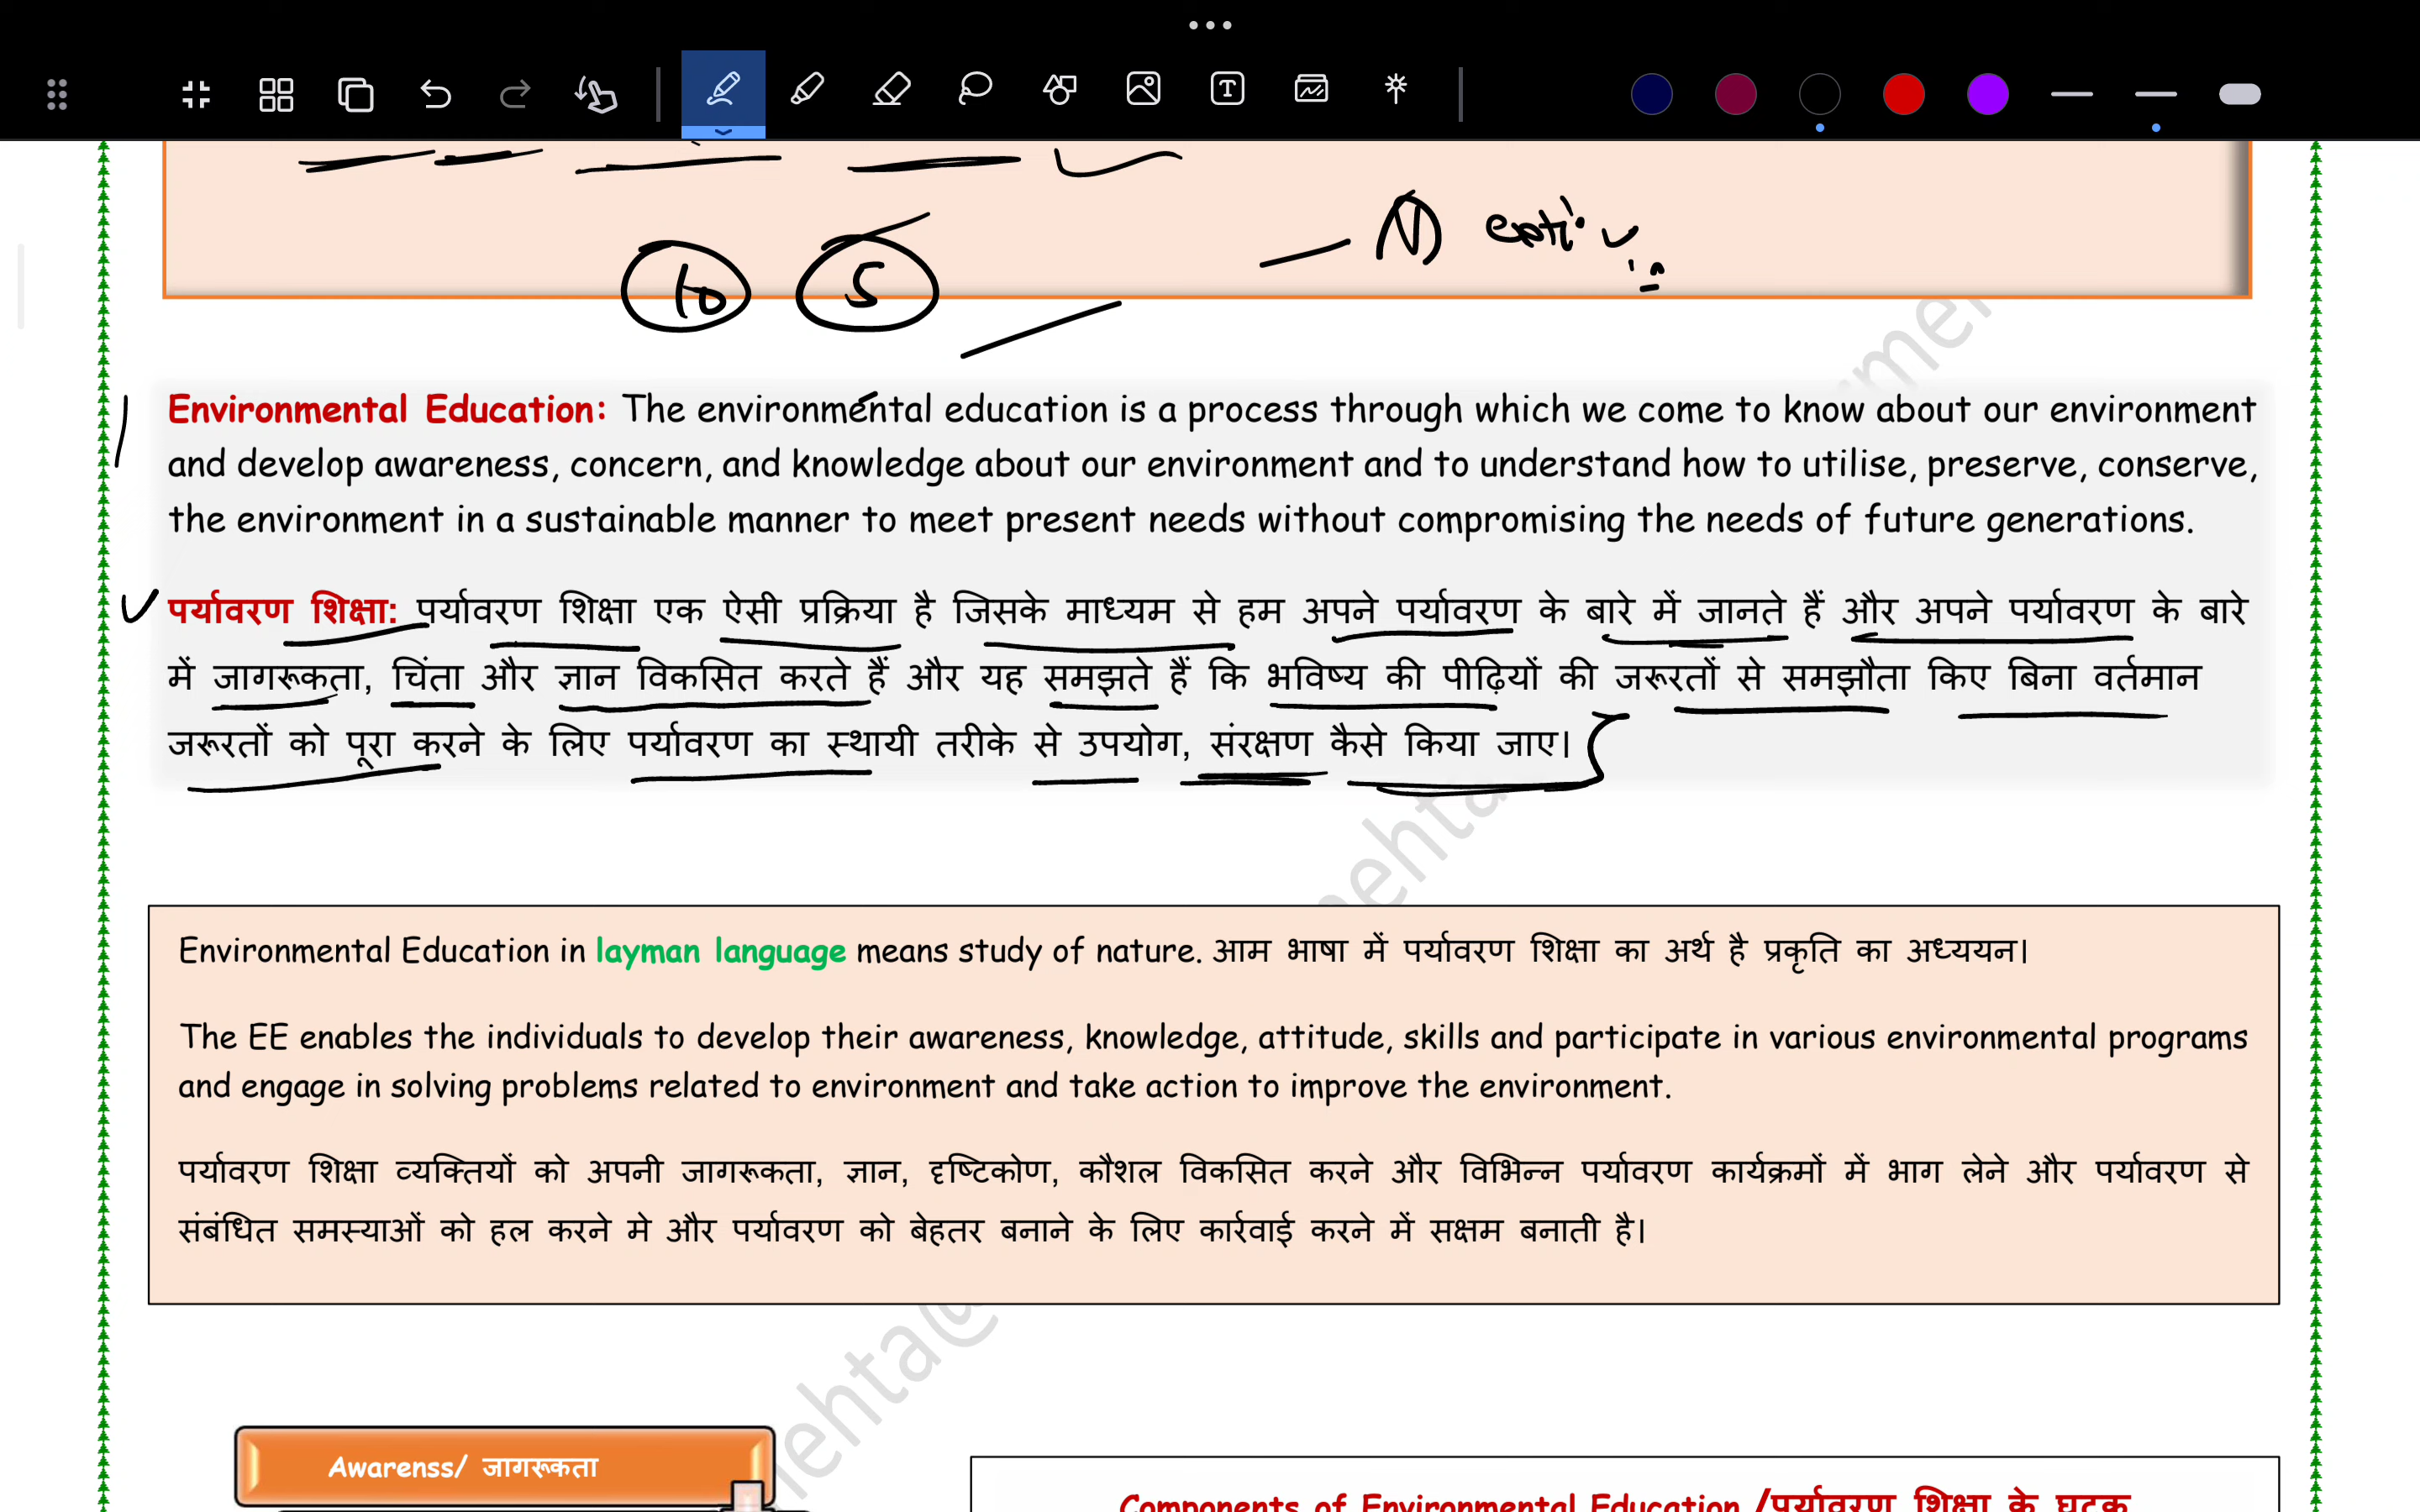 10 5
Environmental Education: The environmental education is a process through which we come to know about our environment
and develop awareness, concern, and knowledge about our environment and to understand how to utilise, preserve, conserve,
the environment in a sustainable manner to meet present needs without compromising the needs of future generations.
पर्यावरण शिक्षा: पर्यावरण शिक्षा एक ऐसी प्रक्रिया है जिसके माध्यम से हम अपने पर्यावरण के बारे में जानते हैं और अपने पर्यावरण के बारे
में जागरूकता, चिंता और ज्ञान विकसित करते हैं और यह समझते हैं कि भविष्य की पीढ़ियों की जरूरतों से समझौता किए बिना वर्तमान
जरूरतों को पूरा करने के लिए पर्यावरण का स्थायी तरीके से उपयोग, संरक्षण कैसे किया जाए।
Environmental Education in layman language means study of nature. आम भाषा में पर्यावरण शिक्षा का अर्थ है प्रकृति का अध्ययन।
The EE enables the individuals to develop their awareness, knowledge, attitude, skills and participate in various environmental programs
and engage in solving problems related to environment and take action to improve the environment.
पर्यावरण शिक्षा व्यक्तियों को अपनी जागरूकता, ज्ञान, दृष्टिकोण, कौशल विकसित करने और विभिन्न पर्यावरण कार्यक्रमों में भाग लेने और पर्यावरण से
संबंधित समस्याओं को हल करने मे और पर्यावरण को बेहतर बनाने के लिए कार्रवाई करने में सक्षम बनाती है।
Awarenss/ जागरूकता
Components of Environmental Education /पर्यावरण शिक्षा के घटक